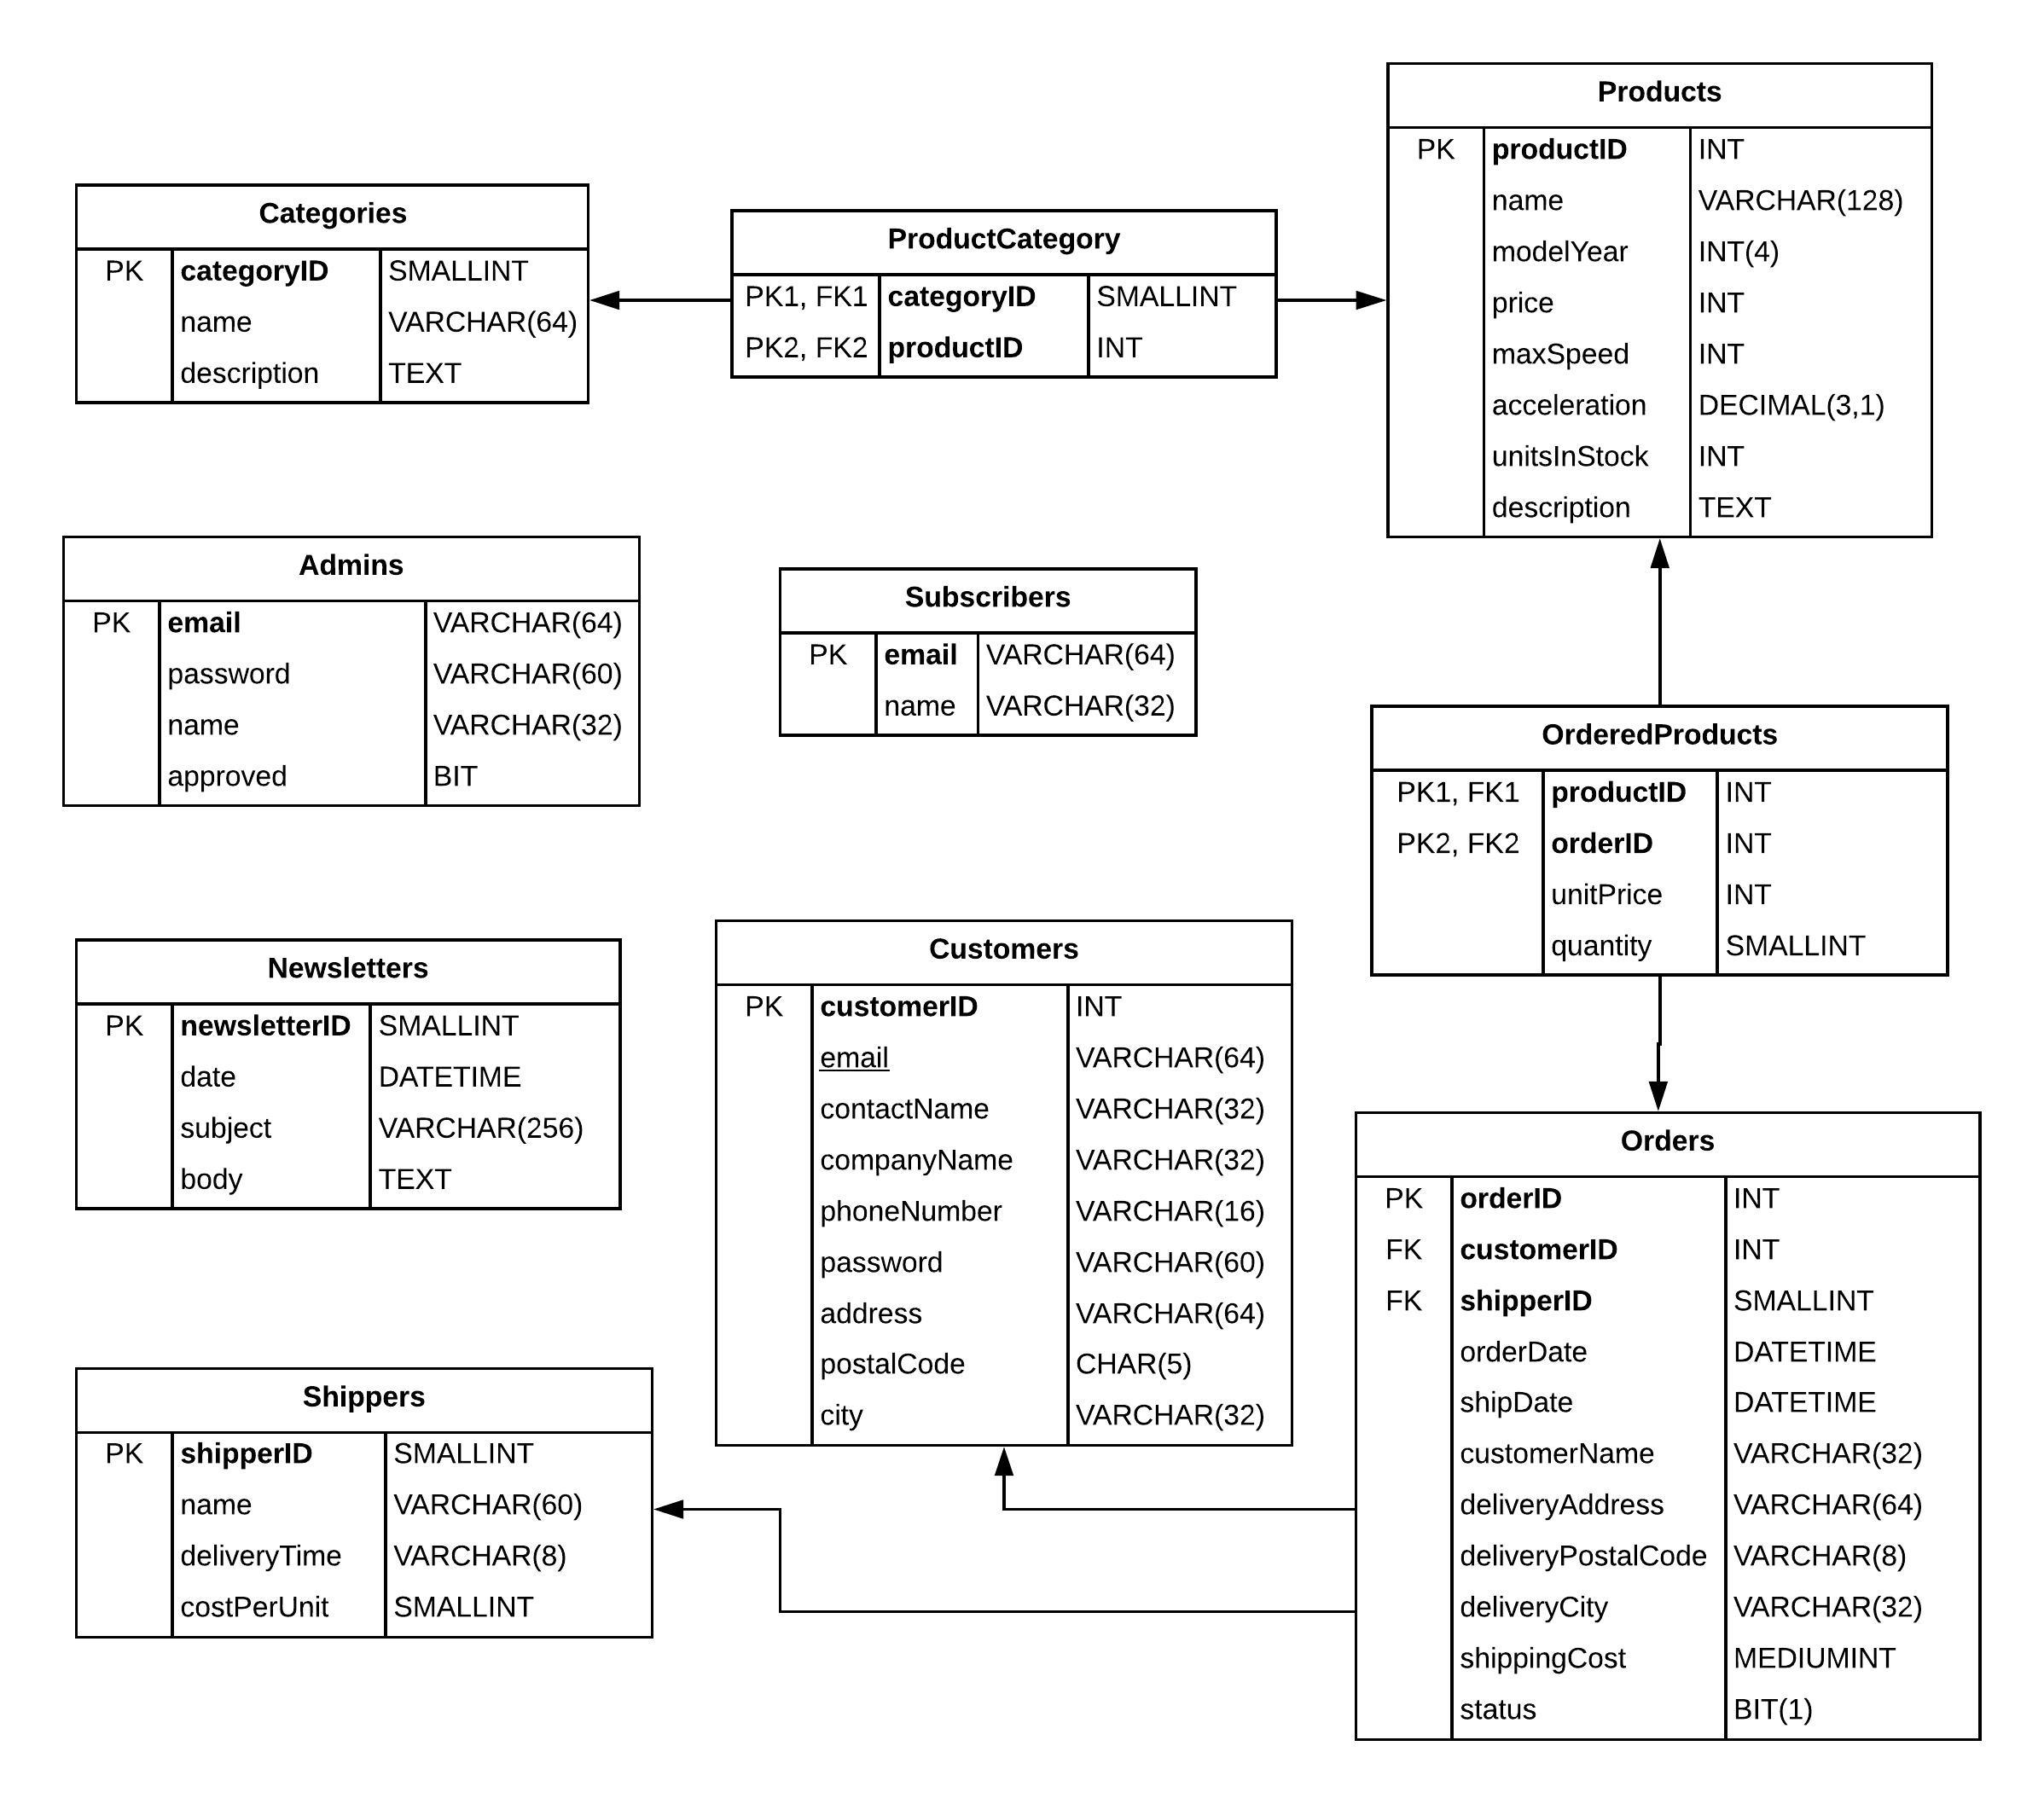 Products
PK productID INT
name VARCHAR(128)
modelYear INT(4)
price INT
maxSpeed INT
acceleration DECIMAL(3,1)
unitsInStock INT
description TEXT
Categories
PK categoryID SMALLINT
name VARCHAR(64)
description TEXT
ProductCategory
PK1, FK1 categoryID SMALLINT
PK2, FK2 productID INT
Admins
PK email VARCHAR(64)
password VARCHAR(60)
name VARCHAR(32)
approved BIT
Subscribers
PK email VARCHAR(64)
name VARCHAR(32)
OrderedProducts
PK1, FK1 productID INT
PK2, FK2 orderID INT
unitPrice INT
quantity SMALLINT
Newsletters
PK newsletterID SMALLINT
date DATETIME
subject VARCHAR(256)
body TEXT
Customers
PK customerID INT
email VARCHAR(64)
contactName VARCHAR(32)
companyName VARCHAR(32)
phoneNumber VARCHAR(16)
password VARCHAR(60)
address VARCHAR(64)
postalCode CHAR(5)
city VARCHAR(32)
Orders
PK orderID INT
FK customerID INT
FK shipperID SMALLINT
orderDate DATETIME
shipDate DATETIME
customerName VARCHAR(32)
deliveryAddress VARCHAR(64)
deliveryPostalCode VARCHAR(8)
deliveryCity VARCHAR(32)
shippingCost MEDIUMINT
status BIT(1)
Shippers
PK shipperID SMALLINT
name VARCHAR(60)
deliveryTime VARCHAR(8)
costPerUnit SMALLINT